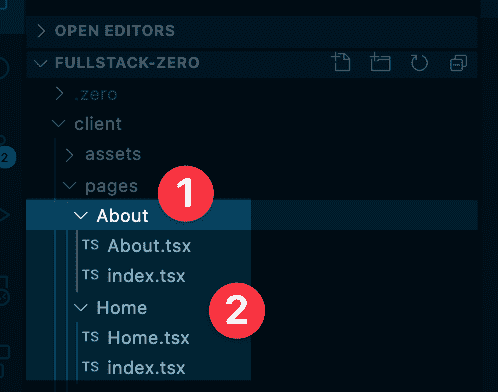 OPEN EDITORS
FULLSTACK-ZERO
.zero
client
assets
pages
1
About
TS About.tsx
TS index.tsx
2
Home
TS Home.tsx
TS index.tsx
2